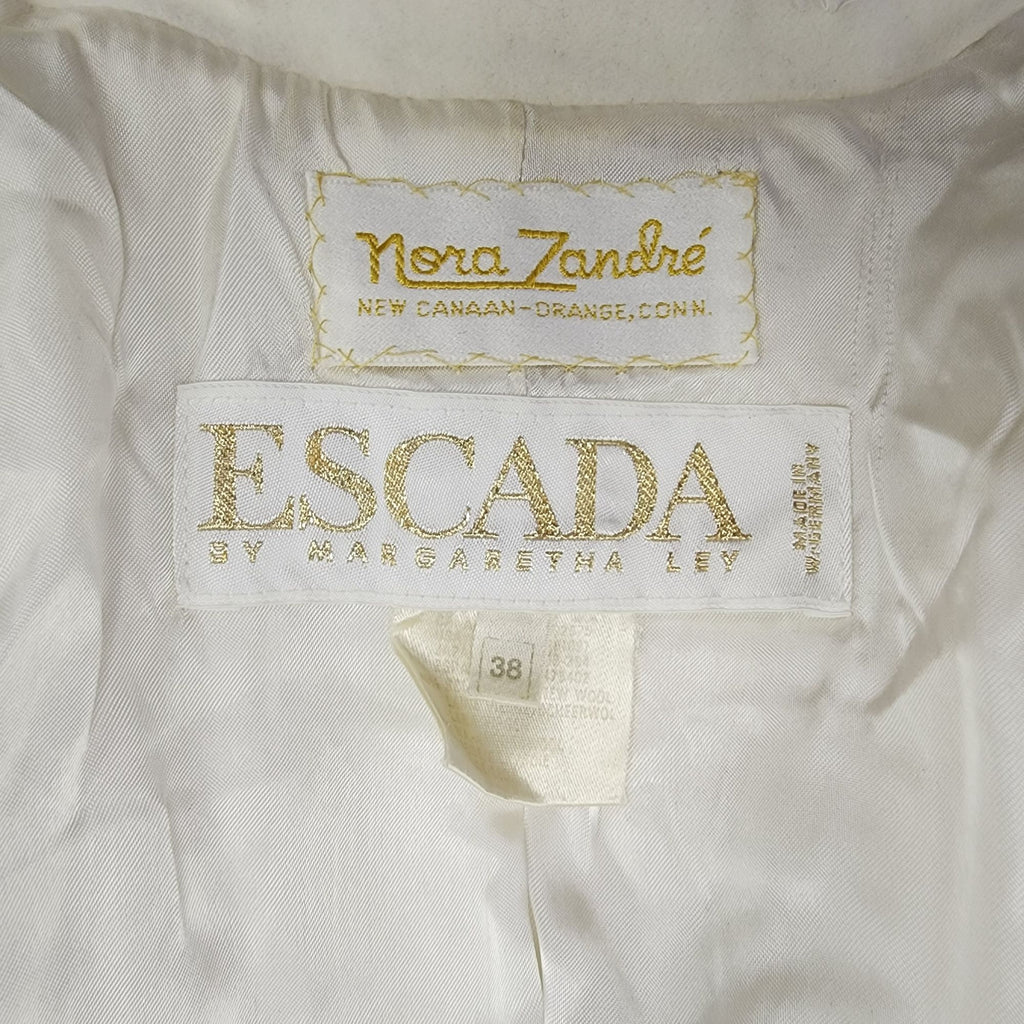 Nora Zandré
NEW CANAAN-ORANGE, CONN.
ESCADA
BY MARGARETHA LEY
MADE IN
W.GERMANY
38
NEW WOOL